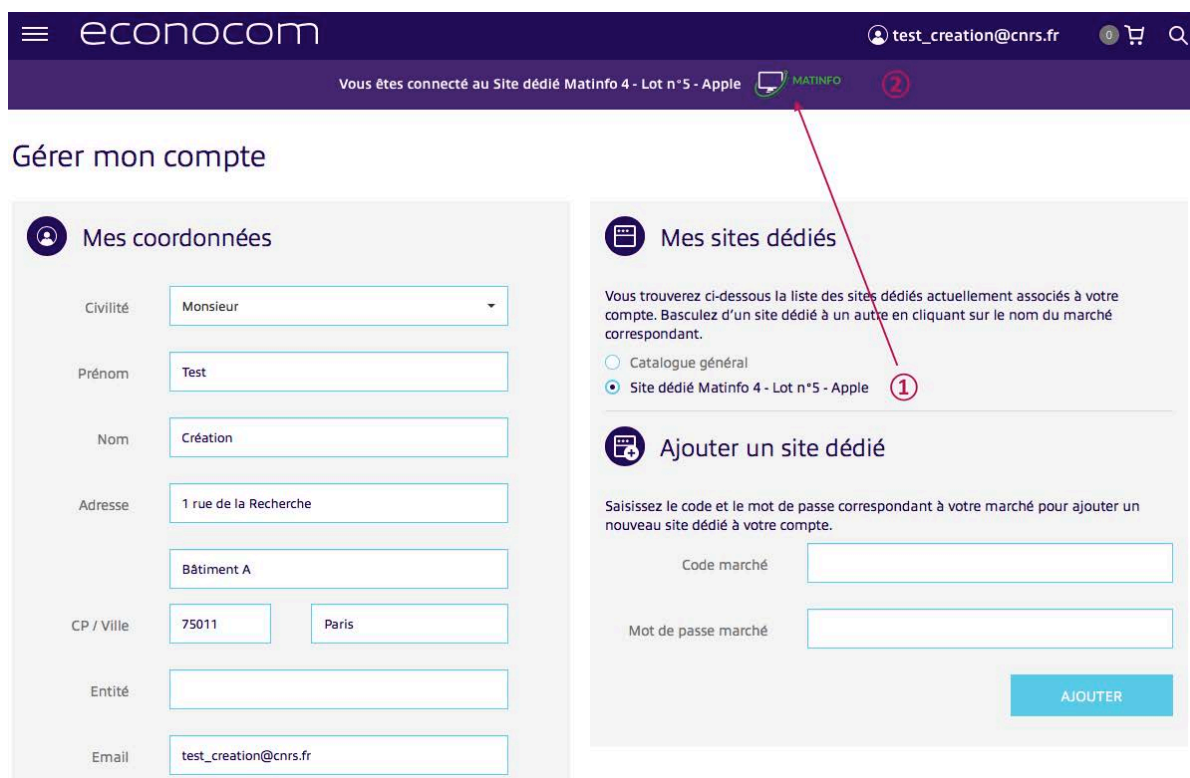 econocom
test_creation@cnrs.fr
0
Vous êtes connecté au Site dédié Matinfo 4 - Lot n°5 - Apple
MATINFO
②
Gérer mon compte
Mes coordonnées
Civilité
Monsieur
Prénom
Test
Nom
Création
Adresse
1 rue de la Recherche
Bâtiment A
CP / Ville
75011
Paris
Entité
Email
test_creation@cnrs.fr
Mes sites dédiés
Vous trouverez ci-dessous la liste des sites dédiés actuellement associés à votre
compte. Basculez d'un site dédié à un autre en cliquant sur le nom du marché
correspondant.
Catalogue général
Site dédié Matinfo 4 - Lot n°5 - Apple
①
Ajouter un site dédié
Saisissez le code et le mot de passe correspondant à votre marché pour ajouter un
nouveau site dédié à votre compte.
Code marché
Mot de passe marché
AJOUTER